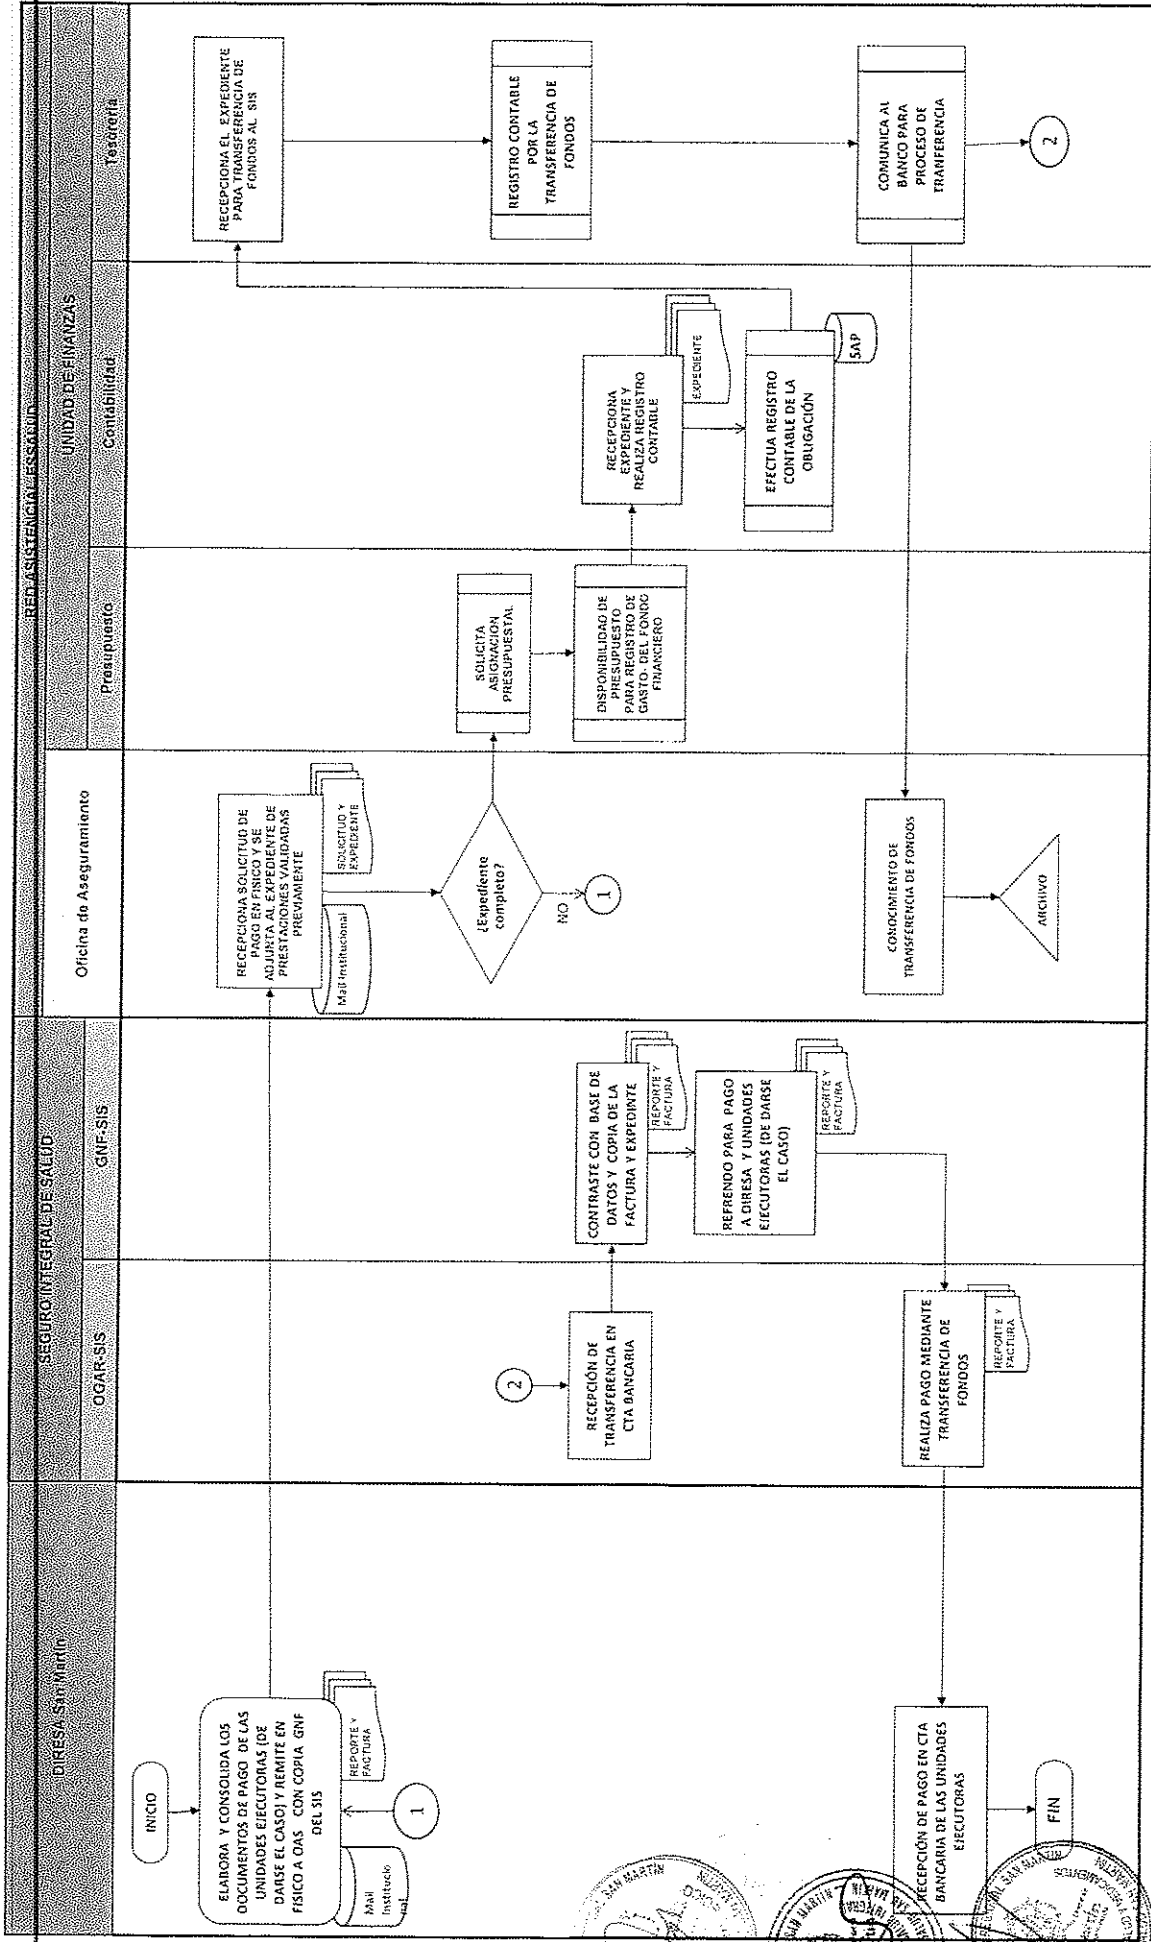 DIRESA San Martín
SEGURO INTEGRAL DE SALUD
OGAR-SIS
GNF-SIS
RED ASISTENCIAL ESSALUD
Oficina de Aseguramiento
UNIDAD DE FINANZAS
Presupuesto
Contabilidad
Tesorería
INICIO
ELABORA Y CONSOLIDA LOS
DOCUMENTOS DE PAGO DE LAS
UNIDADES EJECUTORAS (DE
DARSE EL CASO) Y REMITE EN
FISICO A OAS CON COPIA GNF
DEL SIS
Mail
Institucio
nal
REPORTE Y
FACTURA
1
RECEPCIONA SOLICITUD DE
PAGO EN FISICO Y SE
ADJUNTA AL EXPEDIENTE DE
PRESTACIONES VALIDADAS
PREVIAMENTE
Mail Institucional
SOLICITUD Y
EXPEDIENTE
¿Expediente
completo?
NO
1
SOLICITA
ASIGNACION
PRESUPUESTAL
DISPONIBILIDAD DE
PRESUPUESTO
PARA REGISTRO DE
GASTO- DEL FONDO
FINANCIERO
RECEPCIONA
EXPEDIENTE Y
REALIZA REGISTRO
CONTABLE
EXPEDIENTE
EFECTUA REGISTRO
CONTABLE DE LA
OBLIGACIÓN
SAP
RECEPCIONA EL EXPEDIENTE
PARA TRANSFERENCIA DE
FONDOS AL SIS
REGISTRO CONTABLE
POR LA
TRANSFERENCIA DE
FONDOS
COMUNICA AL
BANCO PARA
PROCESO DE
TRANFERENCIA
2
CONOCIMIENTO DE
TRANSFERENCIA DE FONDOS
ARCHIVO
2
RECEPCIÓN DE
TRANSFERENCIA EN
CTA BANCARIA
CONTRASTE CON BASE DE
DATOS Y COPIA DE LA
FACTURA Y EXPEDINTE
REPORTE Y
FACTURA
REFRENDO PARA PAGO
A DIRESA Y UNIDADES
EJECUTORAS (DE DARSE
EL CASO)
REPORTE Y
FACTURA
REALIZA PAGO MEDIANTE
TRANSFERENCIA DE
FONDOS
REPORTE Y
FACTURA
RECEPCIÓN DE PAGO EN CTA
BANCARIA DE LAS UNIDADES
EJECUTORAS
FIN